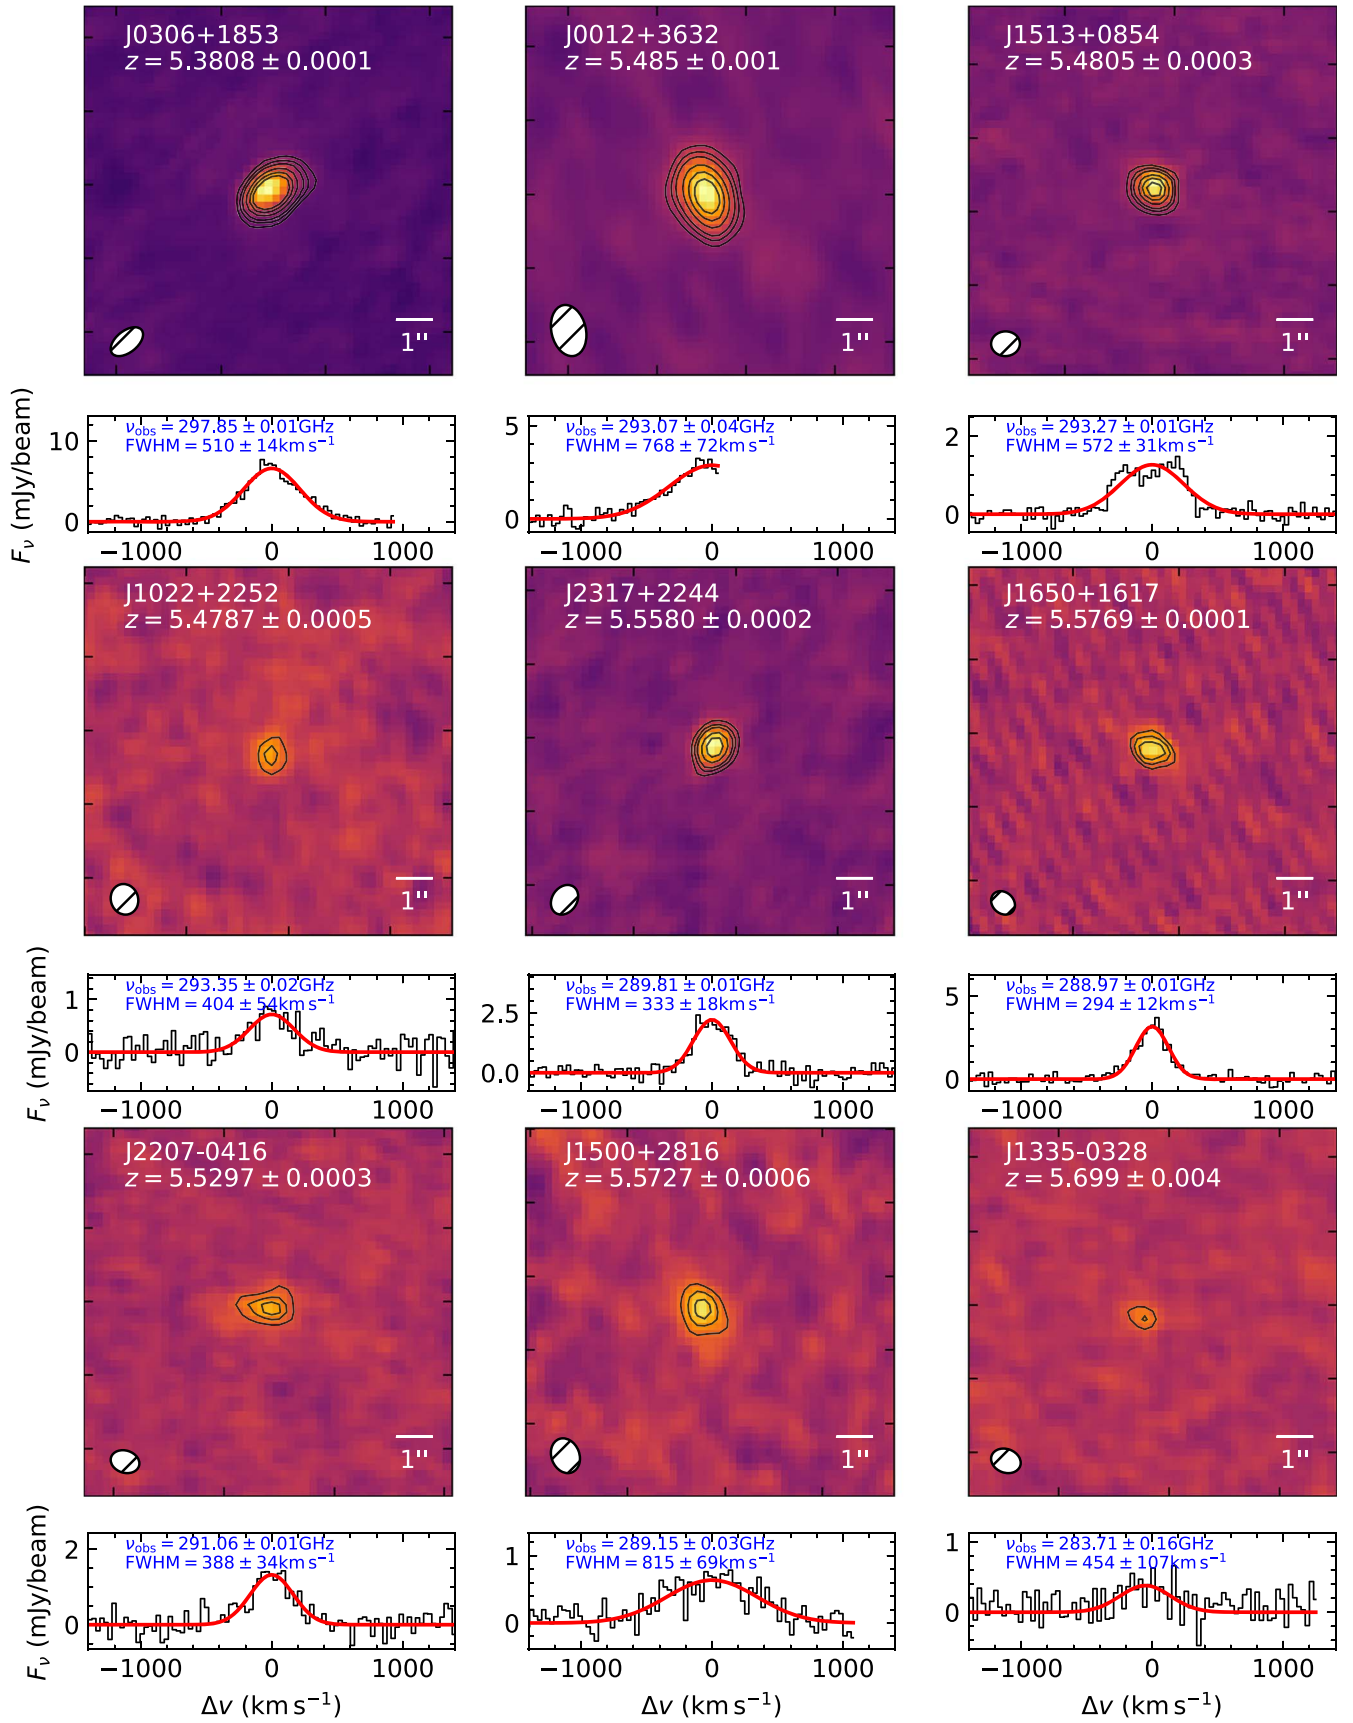 J0306+1853
z = 5.3808 ± 0.0001
1"
J0012+3632
z = 5.485 ± 0.001
1"
J1513+0854
z = 5.4805 ± 0.0003
1"
Fν (mJy/beam)
10
0
νobs = 297.85 ± 0.01GHz
FWHM = 510 ± 14km s−1
−1000 0 1000
5
0
νobs = 293.07 ± 0.04GHz
FWHM = 768 ± 72km s−1
−1000 0 1000
2
0
νobs = 293.27 ± 0.01GHz
FWHM = 572 ± 31km s−1
−1000 0 1000
J1022+2252
z = 5.4787 ± 0.0005
1"
J2317+2244
z = 5.5580 ± 0.0002
1"
J1650+1617
z = 5.5769 ± 0.0001
1"
Fν (mJy/beam)
1
0
νobs = 293.35 ± 0.02GHz
FWHM = 404 ± 54km s−1
−1000 0 1000
2.5
0.0
νobs = 289.81 ± 0.01GHz
FWHM = 333 ± 18km s−1
−1000 0 1000
5
0
νobs = 288.97 ± 0.01GHz
FWHM = 294 ± 12km s−1
−1000 0 1000
J2207-0416
z = 5.5297 ± 0.0003
1"
J1500+2816
z = 5.5727 ± 0.0006
1"
J1335-0328
z = 5.699 ± 0.004
1"
Fν (mJy/beam)
2
0
νobs = 291.06 ± 0.01GHz
FWHM = 388 ± 34km s−1
−1000 0 1000
Δv (km s−1)
1
0
νobs = 289.15 ± 0.03GHz
FWHM = 815 ± 69km s−1
−1000 0 1000
Δv (km s−1)
1
0
νobs = 283.71 ± 0.16GHz
FWHM = 454 ± 107km s−1
−1000 0 1000
Δv (km s−1)